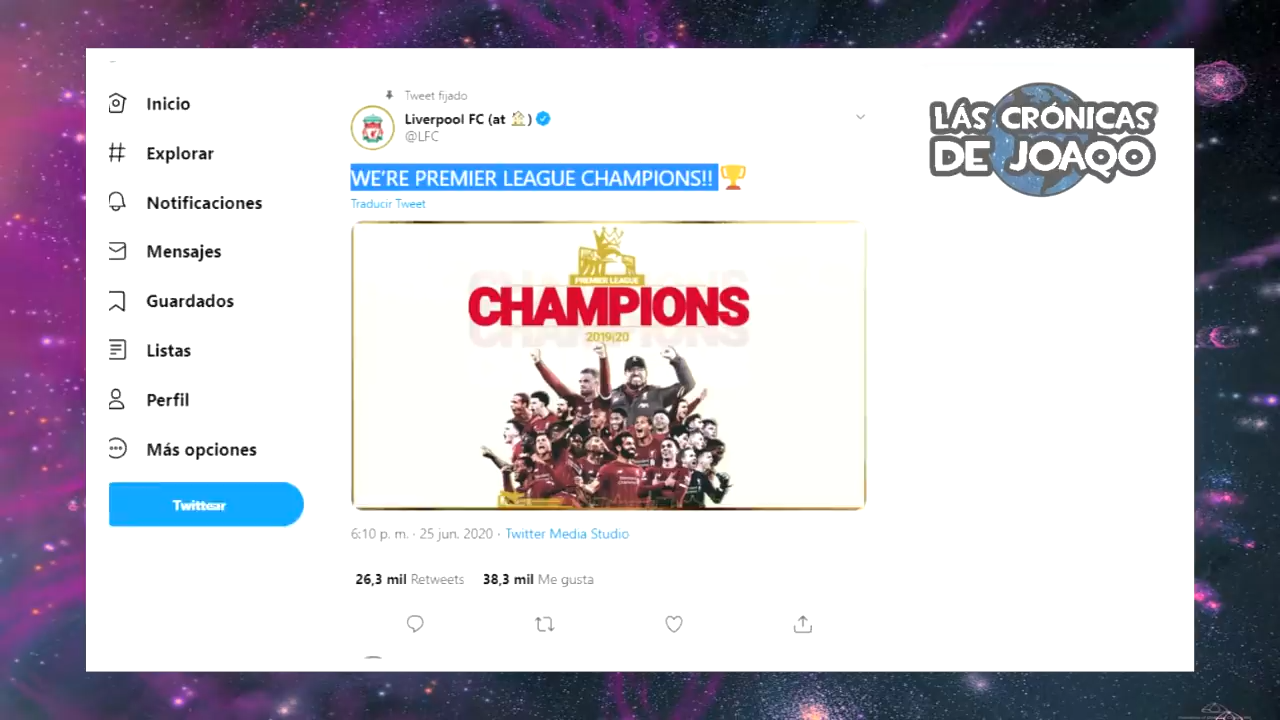 Inicio
Explorar
Notificaciones
Mensajes
Guardados
Listas
Perfil
Más opciones
Twittear
Tweet fijado
Liverpool FC (at 🏠)
@LFC
WE'RE PREMIER LEAGUE CHAMPIONS!! 🏆
Traducir Tweet
PREMIER LEAGUE
CHAMPIONS
2019/20
6:10 p. m. · 25 jun. 2020 · Twitter Media Studio
26,3 mil Retweets 38,3 mil Me gusta
LÁS CRÓNICAS
DE JOAQO